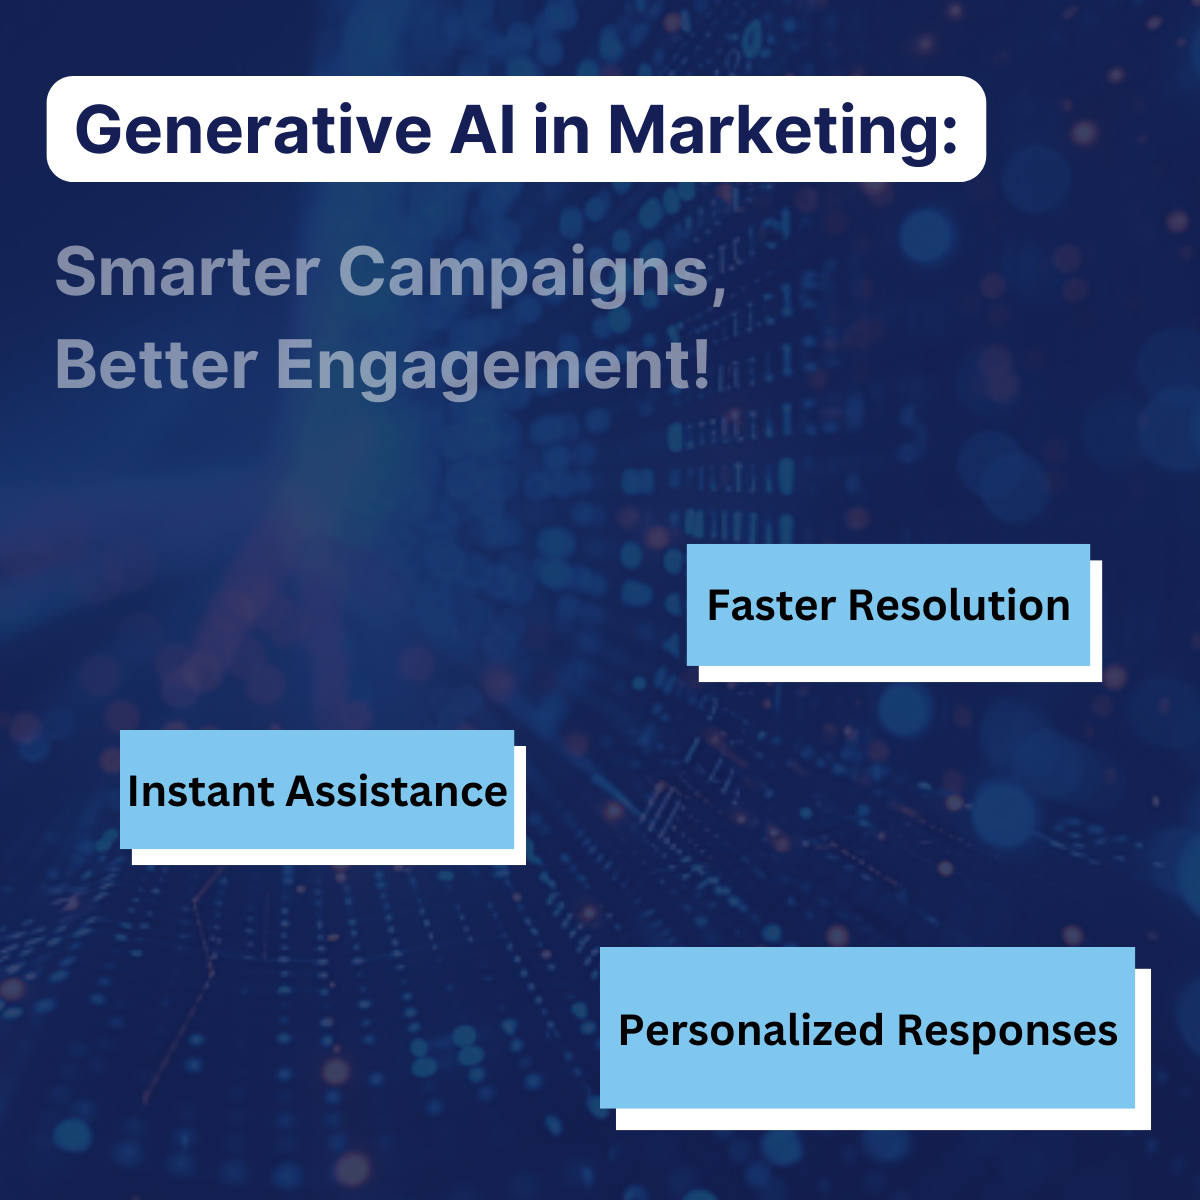 Generative AI in Marketing:
Smarter Campaigns,
Better Engagement!
Faster Resolution
Instant Assistance
Personalized Responses